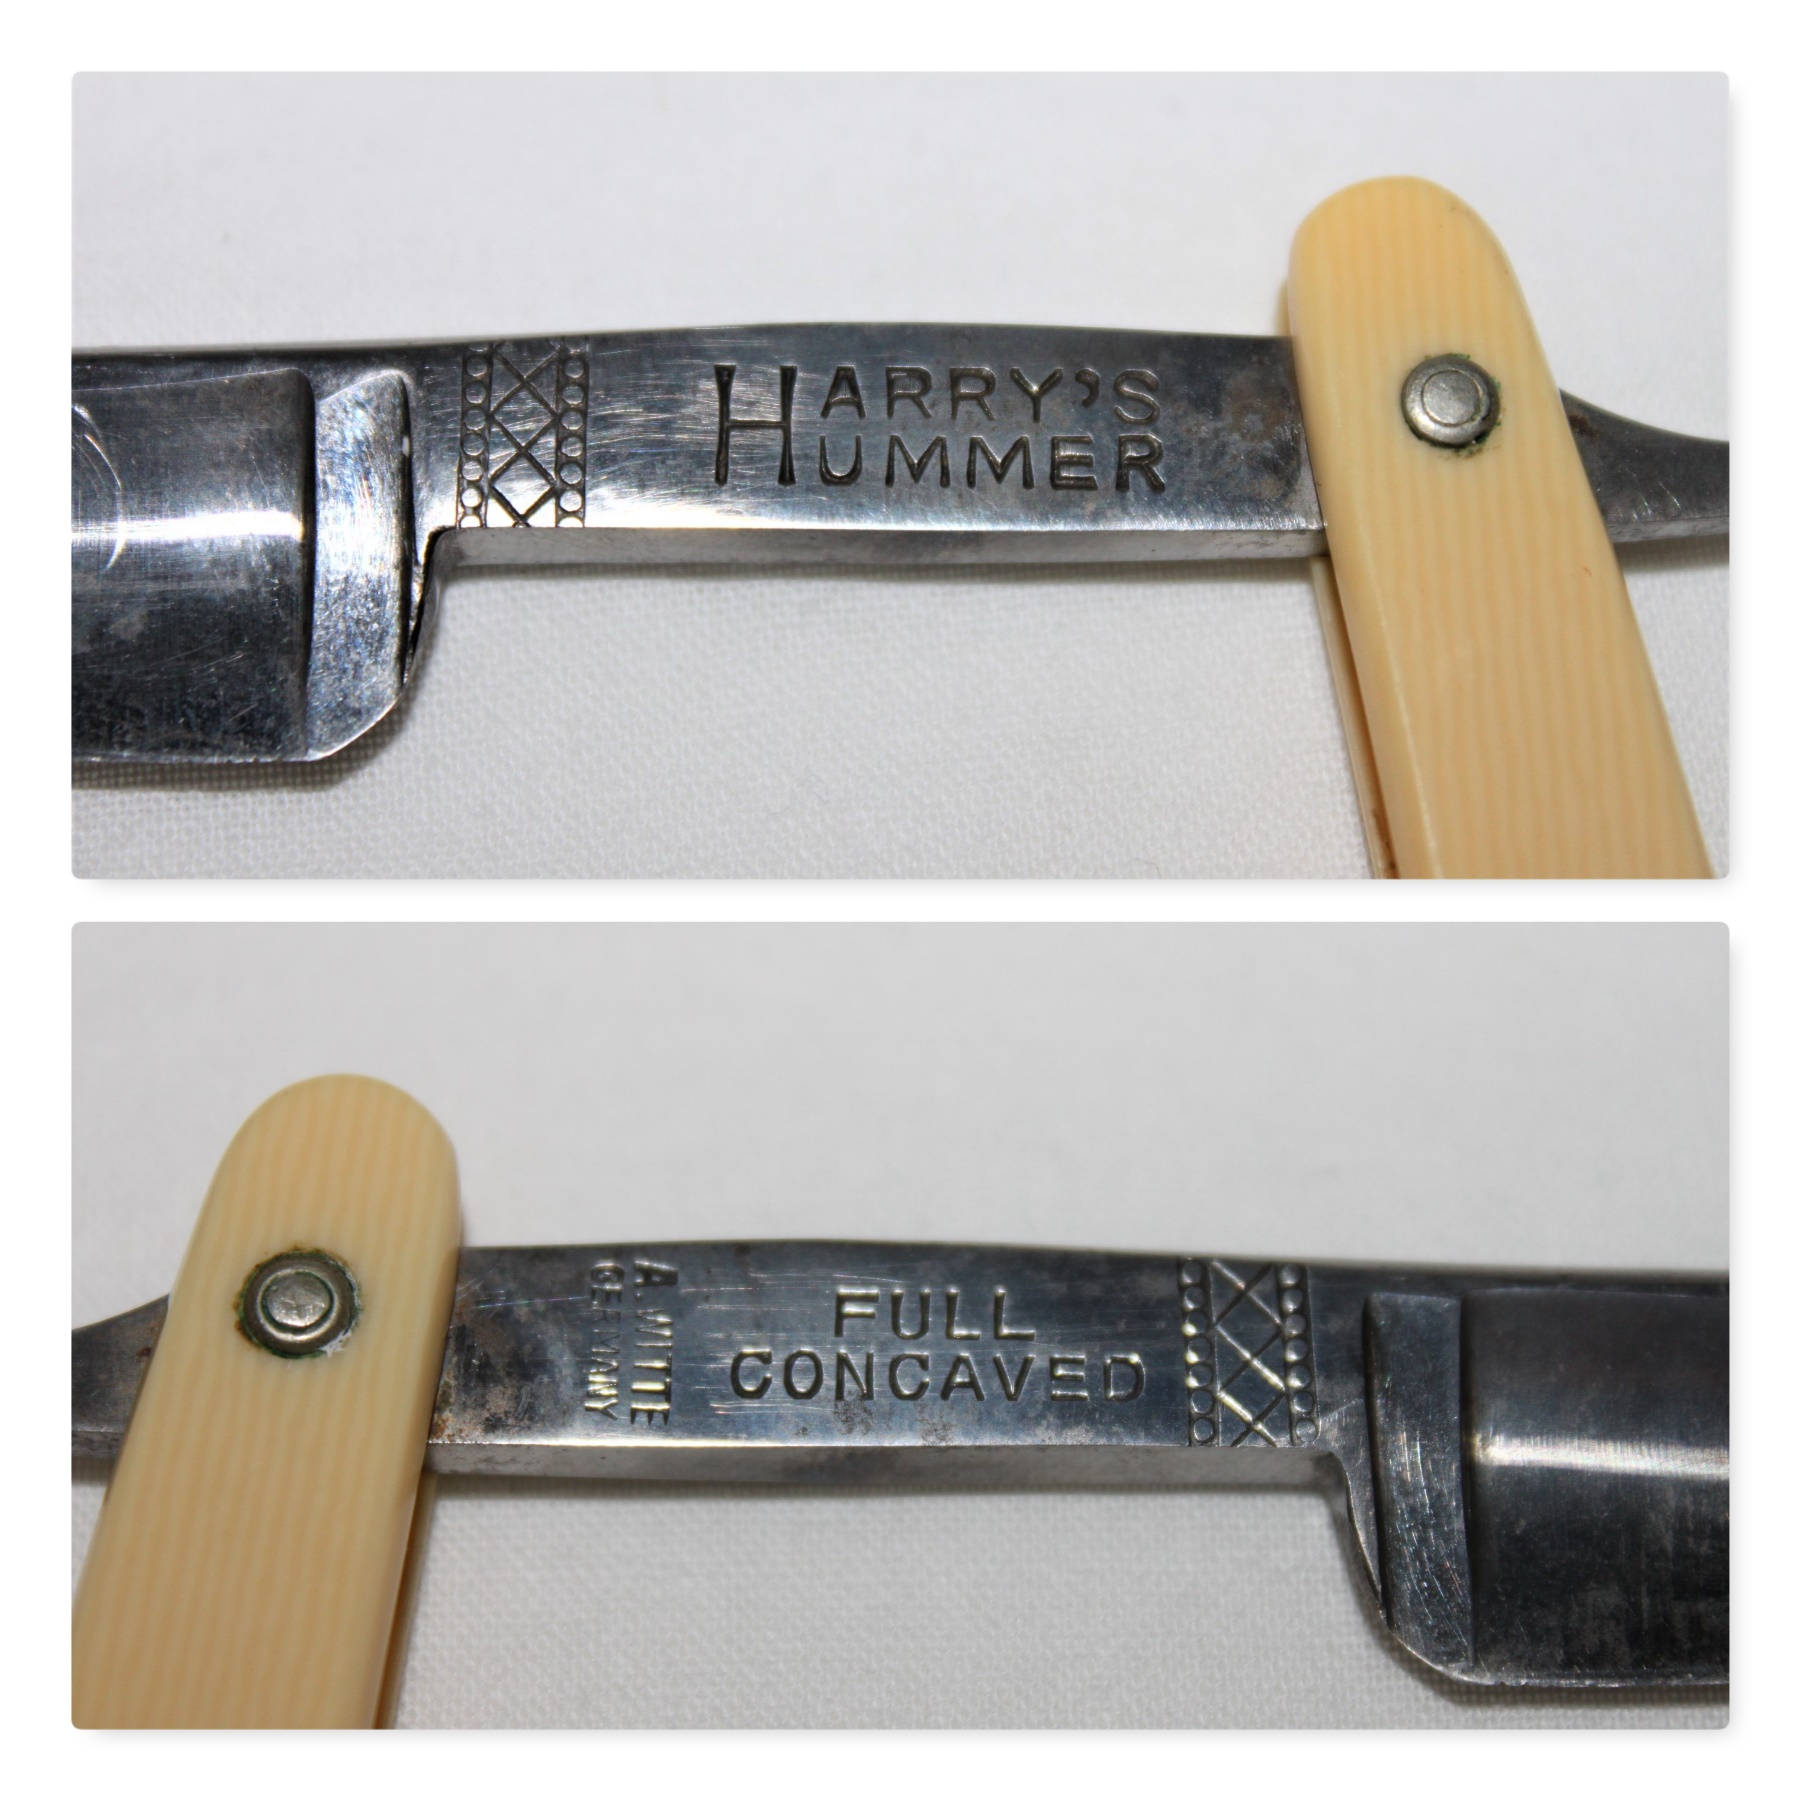 HARRY'S
HUMMER
A. WITTE
GERMANY
FULL
CONCAVED